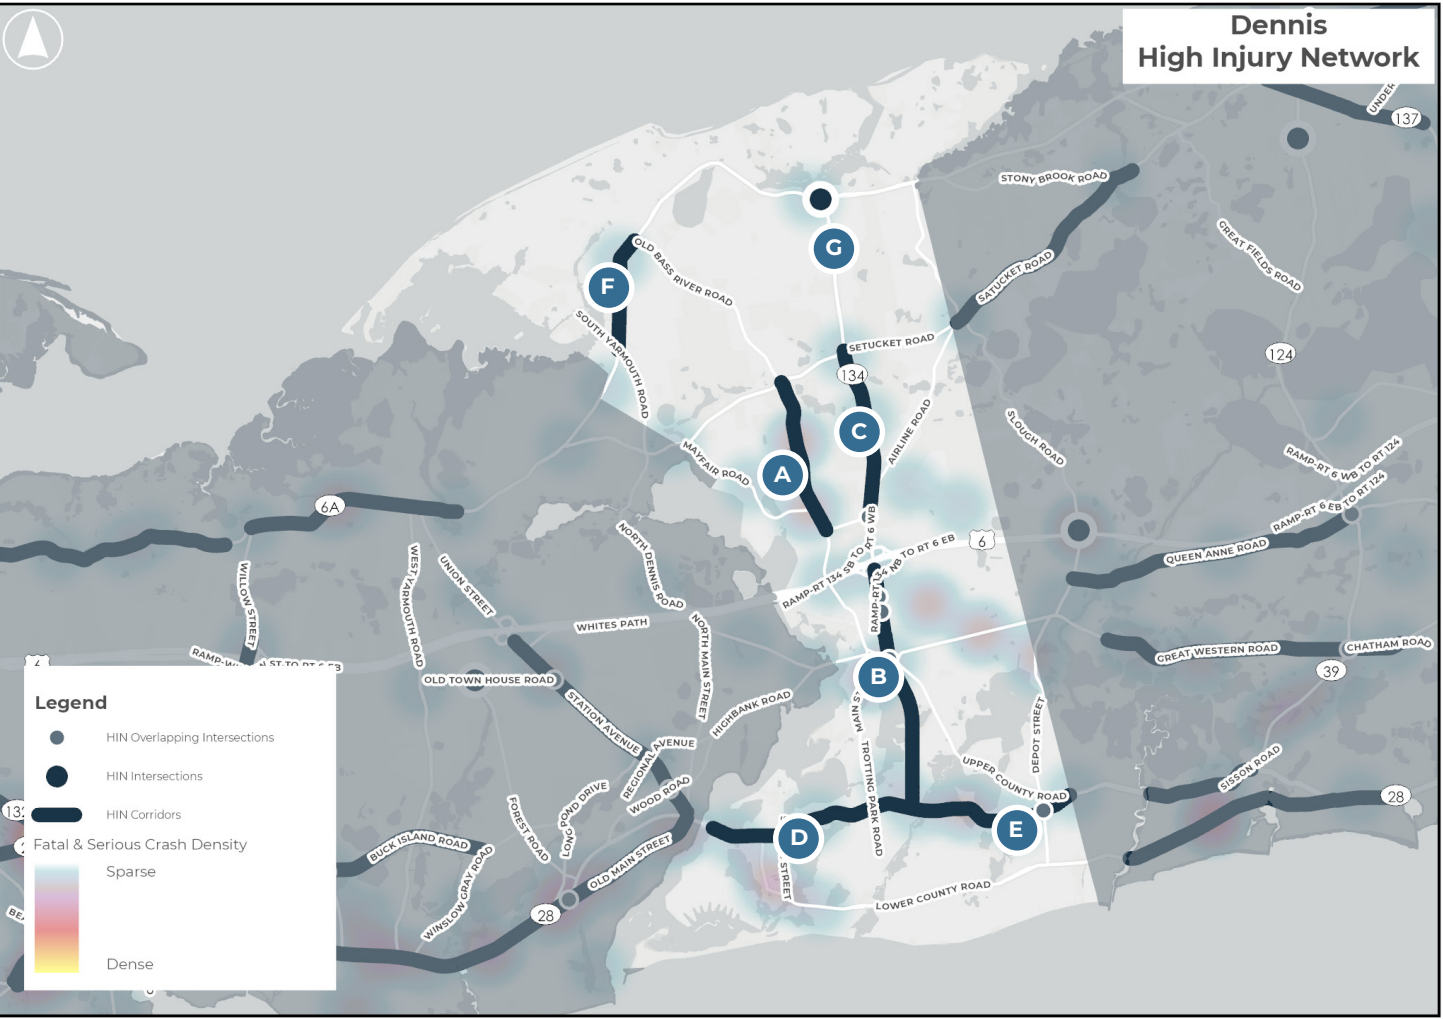 Dennis
High Injury Network
UNDER
137
STONY BROOK ROAD
GREAT FIELDS ROAD
SATUCKET ROAD
G
OLD BASS RIVER ROAD
F
SOUTH YARMOUTH ROAD
SETUCKET ROAD
134
124
C
AIRLINE ROAD
SLOUGH ROAD
MAYFAIR ROAD
A
RAMP-RT 6 WB TO RT 124
RAMP-RT 6 EB TO RT 124
6A
6
NORTH DENNIS ROAD
RAMP-RT 134 SB TO RT 6 WB
RAMP-RT 134 NB TO RT 6 EB
QUEEN ANNE ROAD
WILLOW STREET
WEST YARMOUTH ROAD
UNION STREET
WHITES PATH
NORTH MAIN STREET
GREAT WESTERN ROAD
CHATHAM ROAD
39
6
OLD TOWN HOUSE ROAD
B
STATION AVENUE
HIGHBANK ROAD
MAIN
DEPOT STREET
REGIONAL AVENUE
TROTTING PARK ROAD
UPPER COUNTY ROAD
SISSON ROAD
28
LONG POND DRIVE
WOOD ROAD
FOREST ROAD
D
E
BUCK ISLAND ROAD
OLD MAIN STREET
STREET
WINSLOW GRAY ROAD
LOWER COUNTY ROAD
28
132
Legend
HIN Overlapping Intersections
HIN Intersections
HIN Corridors
Fatal & Serious Crash Density
Sparse
Dense